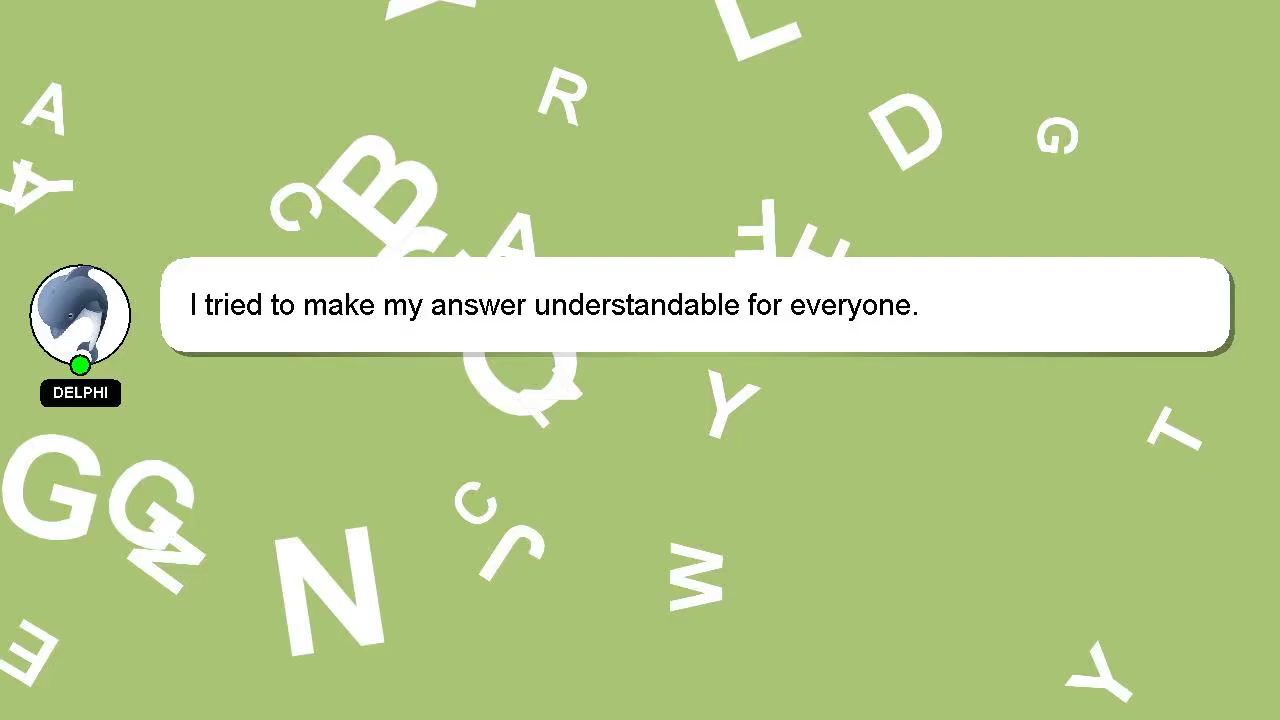 I tried to make my answer understandable for everyone.
DELPHI
A
L
R
D
G
A
Y
C
B
A
F
Y
T
G
G
N
N
C
J
W
E
Y